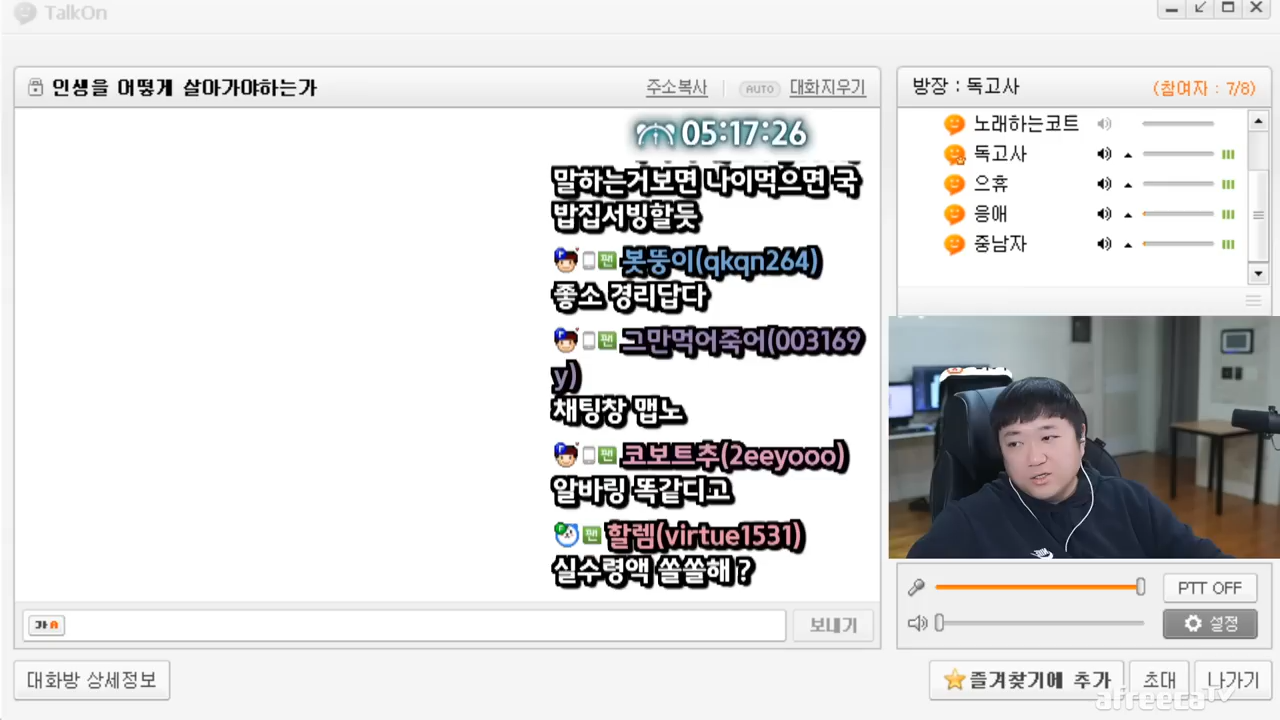 TalkOn
인생을 어떻게 살아가야하는가
주소복사
AUTO
대화지우기
05:17:26
말하는거보면 나이먹으면 국
밥집서빙할듯
팬 봇뚱이(qkqn264)
좋소 경리답다
팬 그만먹어죽어(003169
y)
채팅창 맵노
팬 코보트추(2eeyooo)
알바링 똑같디고
팬 할렘(virtue1531)
실수령액 쏠쏠해?
가A
보내기
대화방 상세정보
방장 : 독고사
(참여자 : 7/8)
노래하는코트
독고사
으휴
응애
중남자
PTT OFF
설정
즐겨찾기에 추가
초대
나가기
afreecaTV